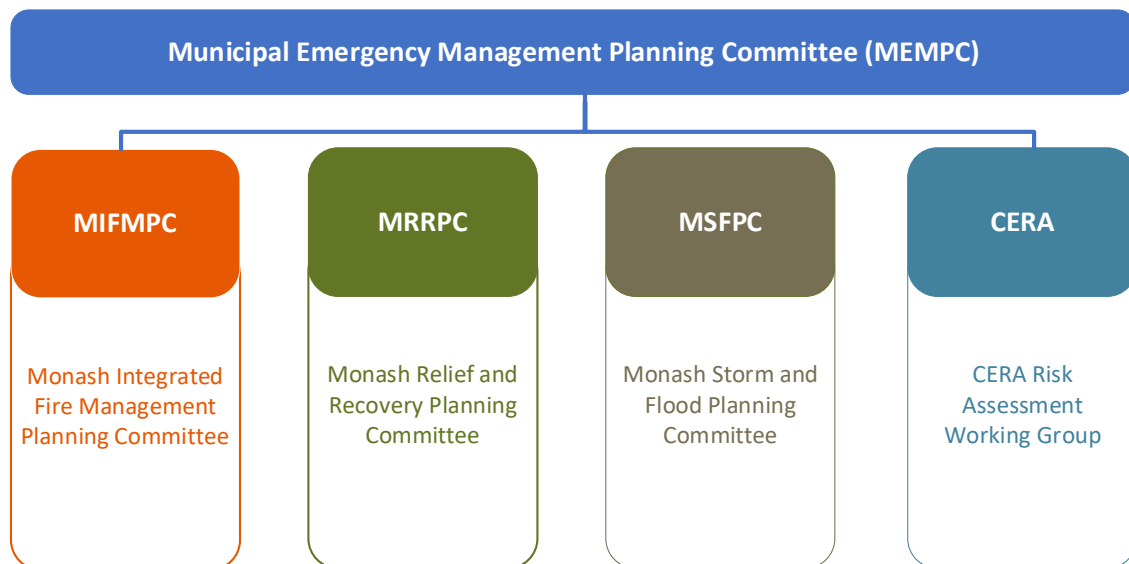 Municipal Emergency Management Planning Committee (MEMPC)
MIFMPC
Monash Integrated
Fire Management
Planning Committee
MRRPC
Monash Relief and
Recovery Planning
Committee
MSFPC
Monash Storm and
Flood Planning
Committee
CERA
CERA Risk
Assessment
Working Group